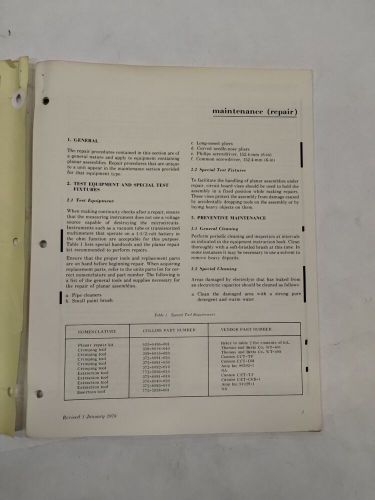 maintenance (repair)
1. GENERAL
The repair procedures contained in this section are of
a general nature and apply to equipment containing
planar assemblies. Repair procedures that are unique
to a unit appear in the maintenance section provided
for that equipment type.
2. TEST EQUIPMENT AND SPECIAL TEST
FIXTURES
2.1 Test Equipment
When making continuity checks after a repair, ensure
that the measuring instrument does not use a voltage
source capable of destroying the microcircuits.
Instruments such as a vacuum tube or transistorized
multimeter that operate on a 1-1/2-volt battery in
the ohm function are acceptable for this purpose.
Table 1 lists special handtools and the planar repair
kit recommended to perform repairs.
Ensure that the proper tools and replacement parts
are on hand before beginning repair. When acquiring
replacement parts, refer to the units parts list for cor-
rect nomenclature and part number. The following is
a list of the general tools and supplies necessary for
the repair of planar assemblies.
a. Pipe cleaners
b. Small paint brush
c. Long-nosed pliers
d. Curved needle-nose pliers
e. Philips screwdriver, 152.4-mm (6-in)
f. Common screwdriver, 152.4-mm (6-in)
2.2 Special Test Fixtures
To facilitate the handling of planar assemblies under
repair, circuit board vises should be used to hold the
assembly in a fixed position while making repairs.
These vises protect the assembly from damage caused
by accidentally dropping tools on the assembly or by
laying heavy objects on them.
3. PREVENTIVE MAINTENANCE
3.1 General Cleaning
Perform periodic cleaning and inspection at intervals
as indicated in the equipment instruction book. Clean
thoroughly with a soft-bristled brush at this time. In
some instances it may be necessary to use a solvent to
remove heavy deposits.
3.2 Special Cleaning
Areas damaged by electrolyte that has leaked from
an electrolytic capacitor should be cleaned as follows:
a. Clean the damaged area with a strong pure
detergent and warm water
Table 1. Special Tool Requirements
NOMENCLATURE COLLINS PART NUMBER VENDOR PART NUMBER
Planar repair kit
Crimping tool
Crimping tool
Crimping tool
Crimping tool
Crimping tool
Crimping tool
Extraction tool
Extraction tool
Extraction tool
Extraction tool
Insertion tool
Revised 1 January 1976